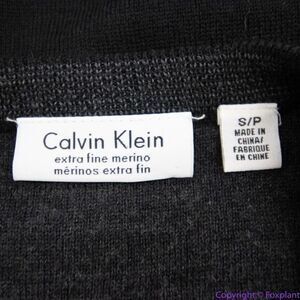 Calvin Klein
extra fine merino
mérinos extra fin
S/P
MADE IN
CHINA/
FABRIQUÉ
EN CHINE
Copyright © Foxplant